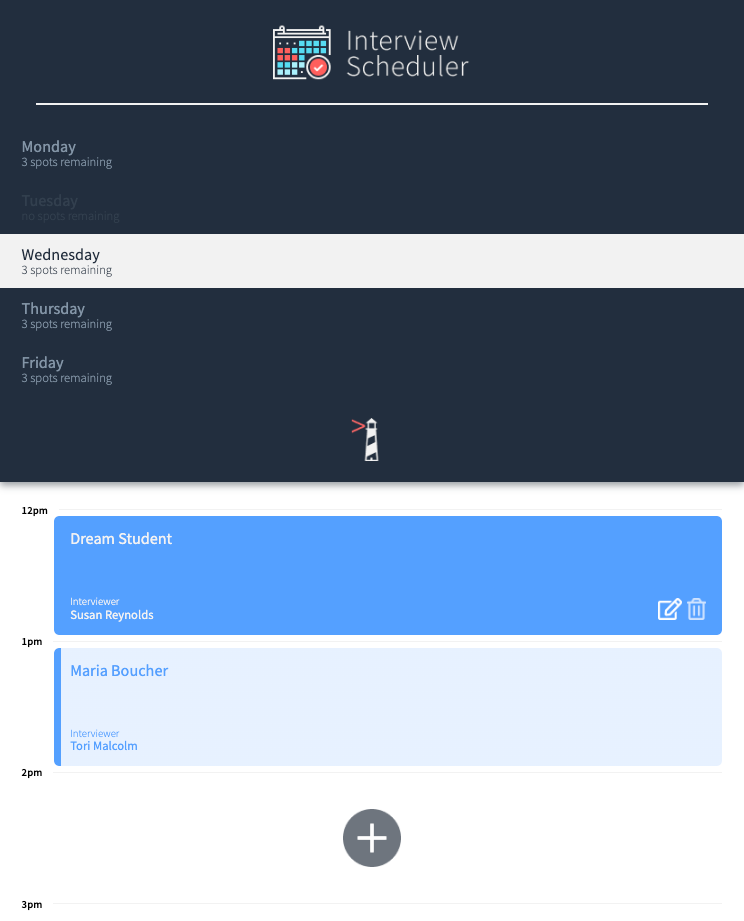 Interview
Scheduler
Monday
3 spots remaining
Tuesday
no spots remaining
Wednesday
3 spots remaining
Thursday
3 spots remaining
Friday
3 spots remaining
12pm
Dream Student
Interviewer
Susan Reynolds
1pm
Maria Boucher
Interviewer
Tori Malcolm
2pm
3pm